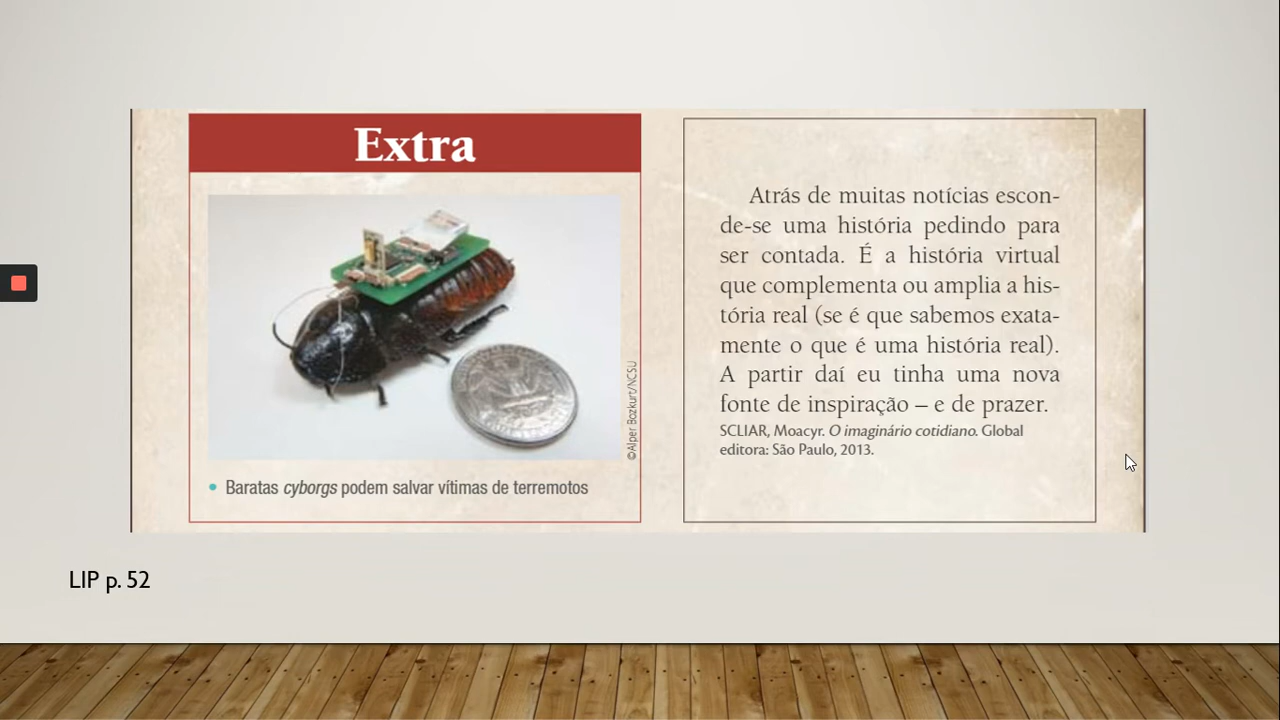 Extra
©Alper Bozkurt/NCSU
• Baratas cyborgs podem salvar vítimas de terremotos
Atrás de muitas notícias escon-
de-se uma história pedindo para
ser contada. É a história virtual
que complementa ou amplia a his-
tória real (se é que sabemos exata-
mente o que é uma história real).
A partir daí eu tinha uma nova
fonte de inspiração – e de prazer.
SCLIAR, Moacyr. O imaginário cotidiano. Global
editora: São Paulo, 2013.
LIP p. 52